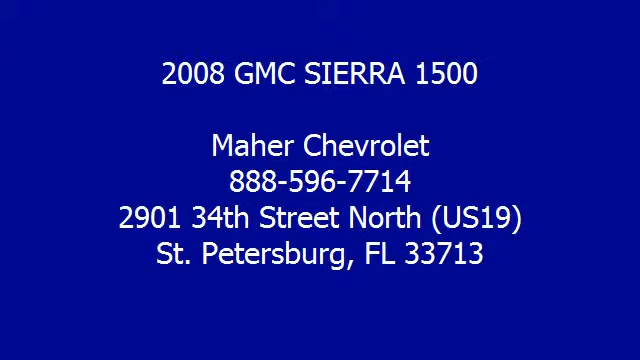 2008 GMC SIERRA 1500
Maher Chevrolet
888-596-7714
2901 34th Street North (US19)
St. Petersburg, FL 33713